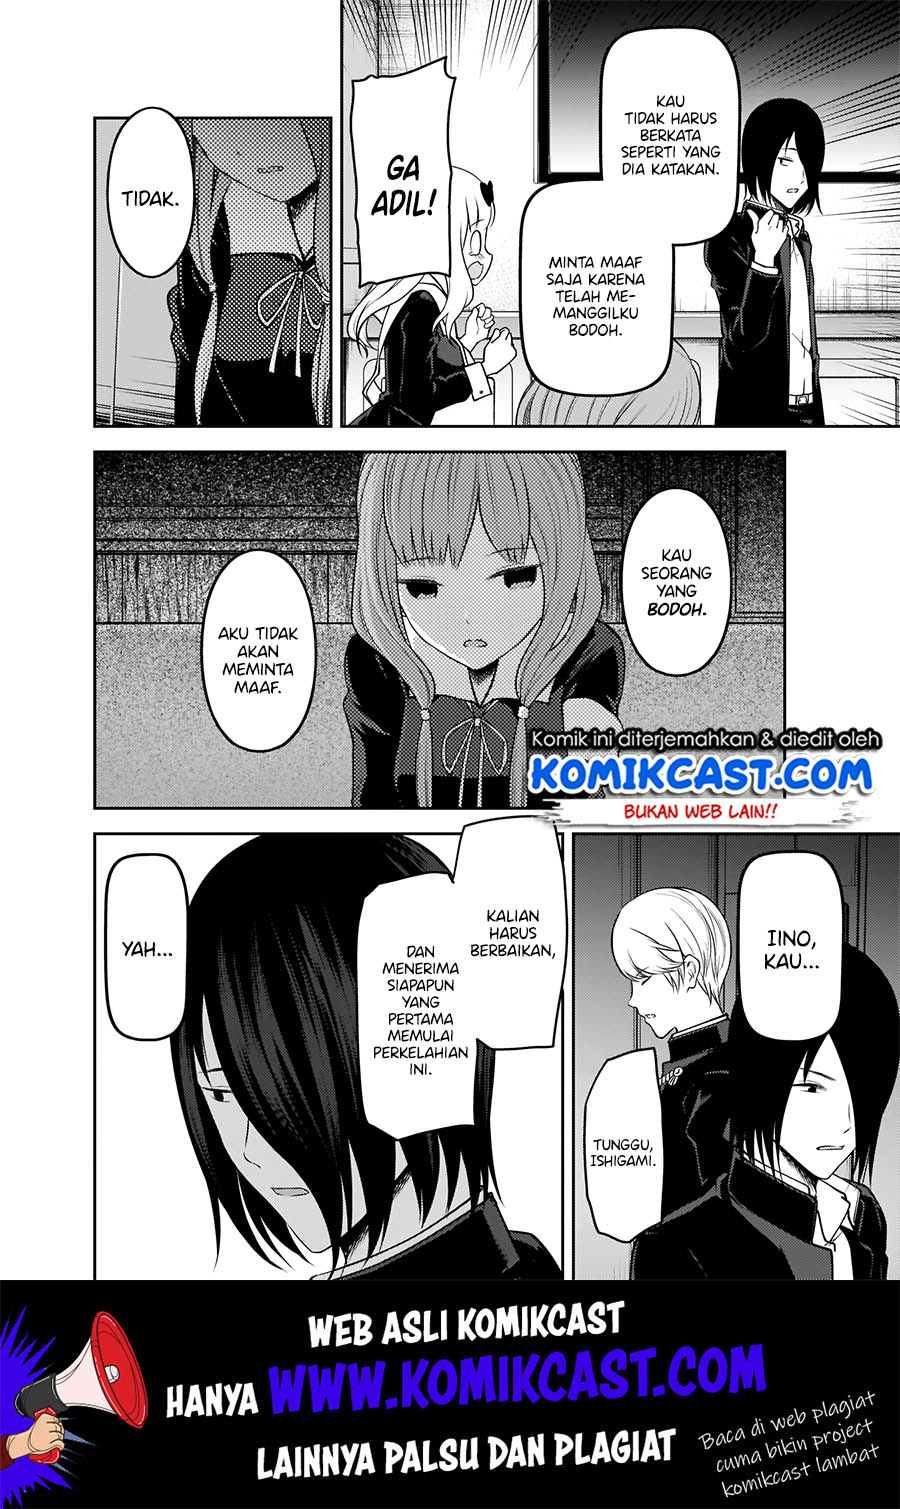 KAU
TIDAK HARUS
BERKATA
SEPERTI YANG
DIA KATAKAN.
MINTA MAAF
SAJA KARENA
TELAH ME-
MANGGILKU
BODOH.
GA
ADIL!
TIDAK.
KAU
SEORANG
YANG
BODOH.
AKU TIDAK
AKAN
MEMINTA
MAAF.
Komik ini diterjemahkan & diedit oleh
KOMIKCAST.COM
BUKAN WEB LAIN!!
IINO,
KAU...
TUNGGU,
ISHIGAMI.
KALIAN
HARUS
BERBAIKAN,
DAN
MENERIMA
SIAPAPUN
YANG
PERTAMA
MEMULAI
PERKELAHIAN
INI.
YAH...
WEB ASLI KOMIKCAST
HANYA WWW.KOMIKCAST.COM
LAINNYA PALSU DAN PLAGIAT
Baca di web plagiat
cuma bikin project
komikcast lambat